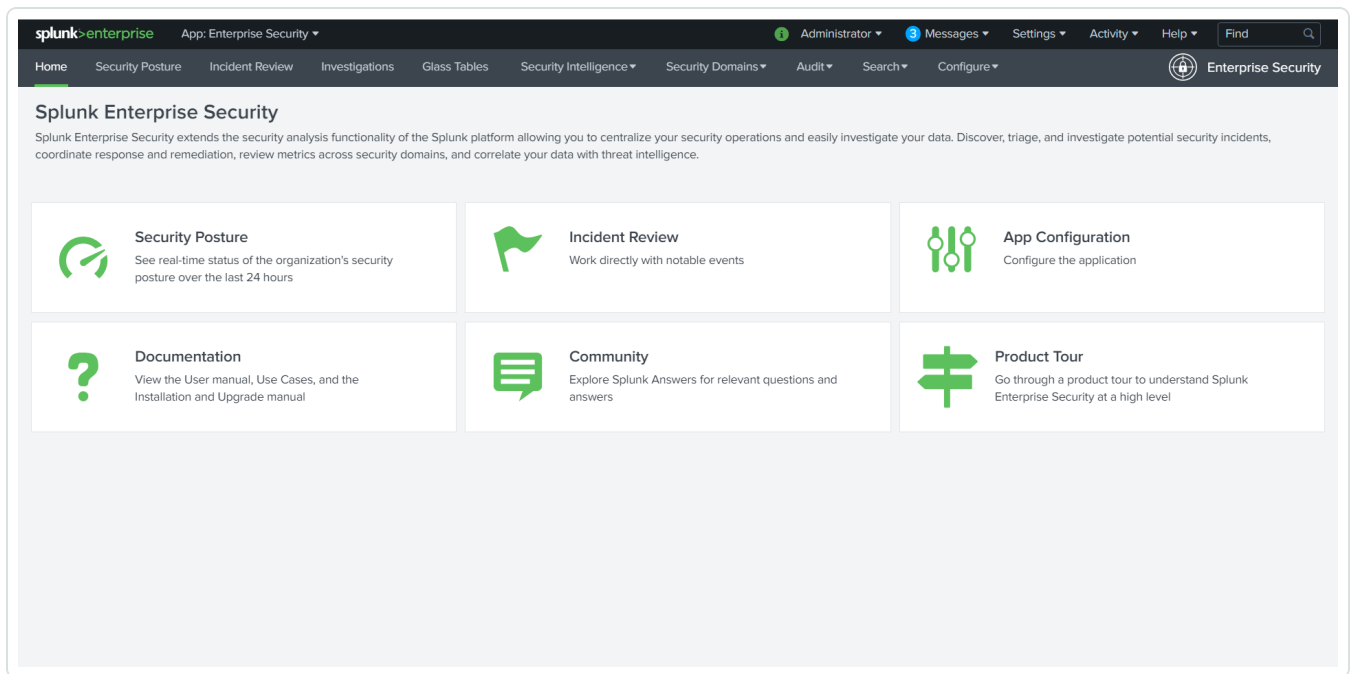 splunk>enterprise App: Enterprise Security Administrator 3 Messages Settings Activity Help Find
Home Security Posture Incident Review Investigations Glass Tables Security Intelligence Security Domains Audit Search Configure Enterprise Security
Splunk Enterprise Security
Splunk Enterprise Security extends the security analysis functionality of the Splunk platform allowing you to centralize your security operations and easily investigate your data. Discover, triage, and investigate potential security incidents,
coordinate response and remediation, review metrics across security domains, and correlate your data with threat intelligence.
Security Posture
See real-time status of the organization's security
posture over the last 24 hours
Incident Review
Work directly with notable events
App Configuration
Configure the application
Documentation
View the User manual, Use Cases, and the
Installation and Upgrade manual
Community
Explore Splunk Answers for relevant questions and
answers
Product Tour
Go through a product tour to understand Splunk
Enterprise Security at a high level